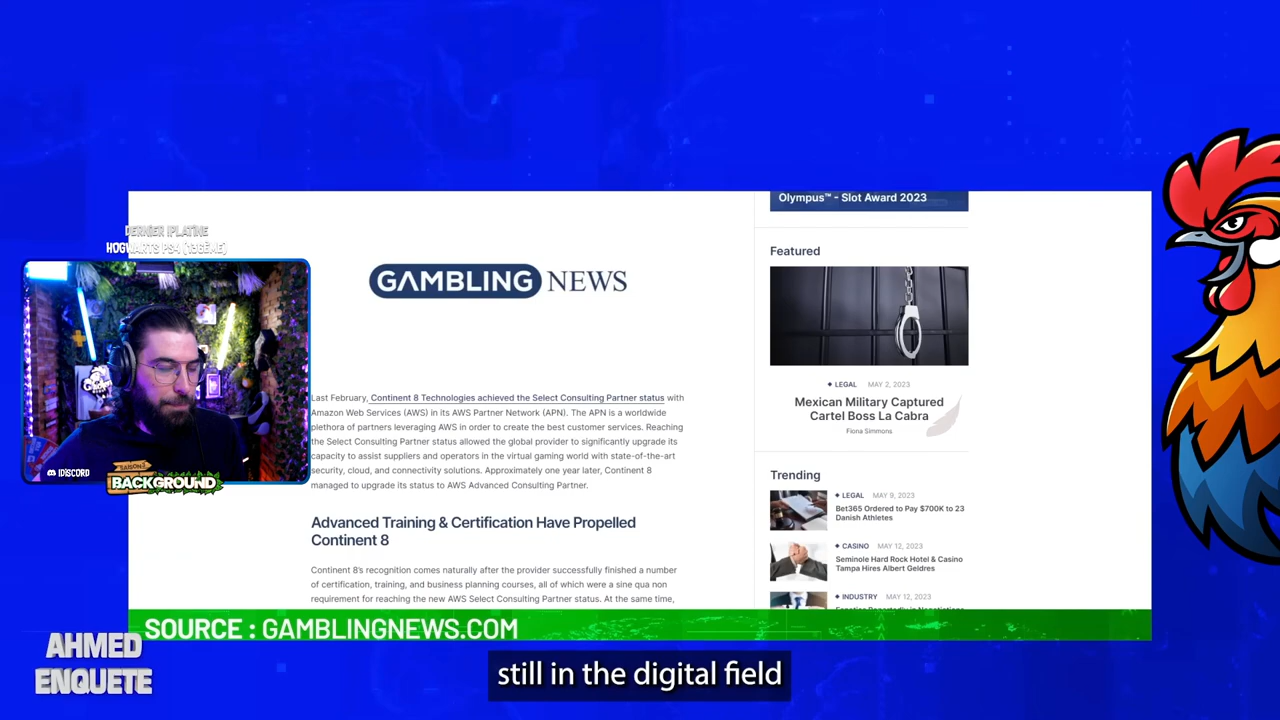 Olympus™ - Slot Award 2023
DERNIER PLATINE
HOGWARTS PS4 (136ÈME)
GAMBLING NEWS
Featured
LEGAL MAY 2, 2023
Mexican Military Captured
Cartel Boss La Cabra
Fiona Simmons
Last February, Continent 8 Technologies achieved the Select Consulting Partner status with
Amazon Web Services (AWS) in its AWS Partner Network (APN). The APN is a worldwide
plethora of partners leveraging AWS in order to create the best customer services. Reaching
the Select Consulting Partner status allowed the global provider to significantly upgrade its
capacity to assist suppliers and operators in the virtual gaming world with state-of-the-art
security, cloud, and connectivity solutions. Approximately one year later, Continent 8
managed to upgrade its status to AWS Advanced Consulting Partner.
!DISCORD
SAISON 2
BACKGROUND
Advanced Training & Certification Have Propelled
Continent 8
Continent 8's recognition comes naturally after the provider successfully finished a number
of certification, training, and business planning courses, all of which were a sine qua non
requirement for reaching the new AWS Select Consulting Partner status. At the same time,
Trending
LEGAL MAY 9, 2023
Bet365 Ordered to Pay $700K to 23
Danish Athletes
CASINO MAY 12, 2023
Seminole Hard Rock Hotel & Casino
Tampa Hires Albert Geldres
INDUSTRY MAY 12, 2023
SOURCE : GAMBLINGNEWS.COM
AHMED
ENQUETE
still in the digital field